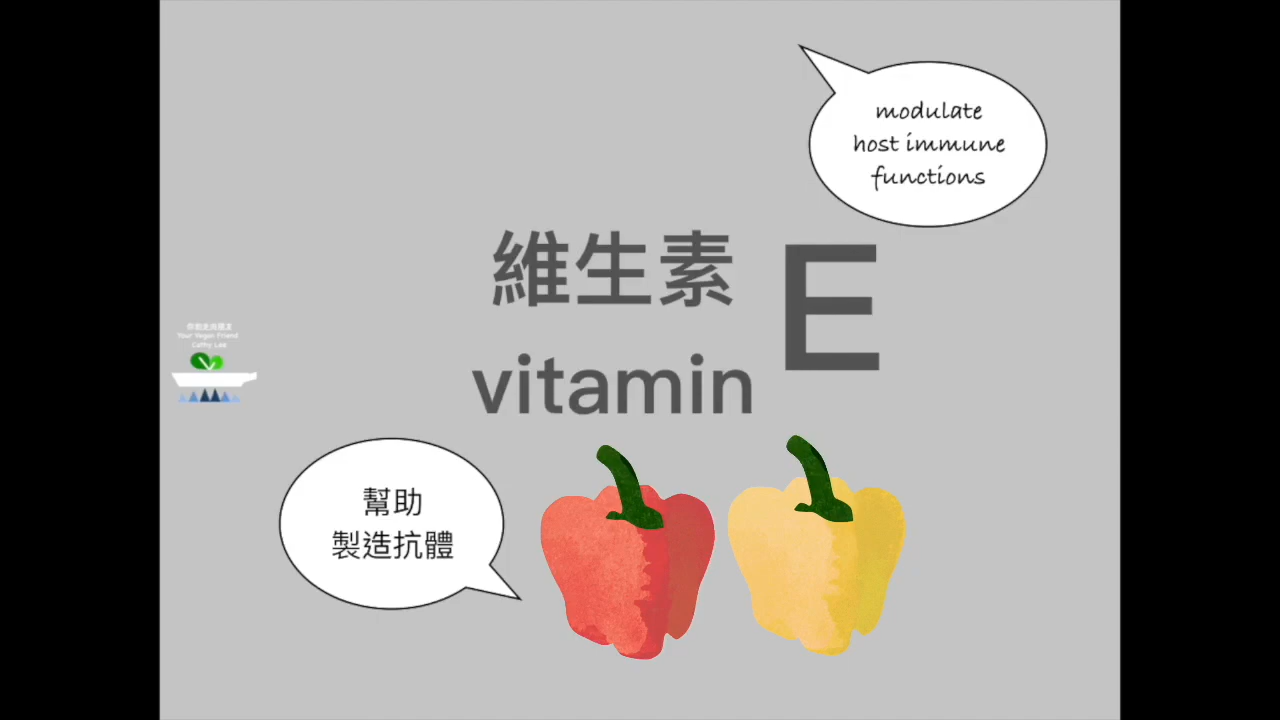 modulate
host immune
functions
維生素
E
vitamin
Your Vegan Friend
Cathy Lee
幫助
製造抗體